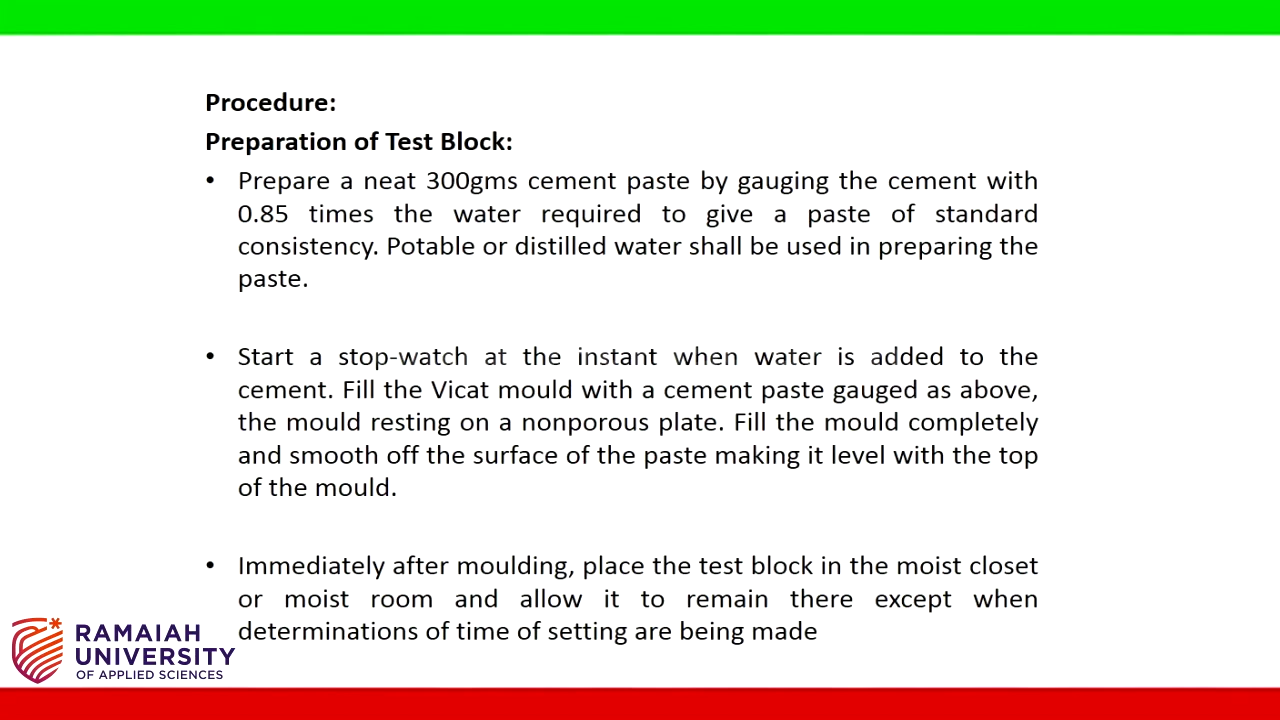 Procedure:
Preparation of Test Block:
• Prepare a neat 300gms cement paste by gauging the cement with
0.85 times the water required to give a paste of standard
consistency. Potable or distilled water shall be used in preparing the
paste.
• Start a stop-watch at the instant when water is added to the
cement. Fill the Vicat mould with a cement paste gauged as above,
the mould resting on a nonporous plate. Fill the mould completely
and smooth off the surface of the paste making it level with the top
of the mould.
• Immediately after moulding, place the test block in the moist closet
or moist room and allow it to remain there except when
determinations of time of setting are being made
RAMAIAH
UNIVERSITY
OF APPLIED SCIENCES